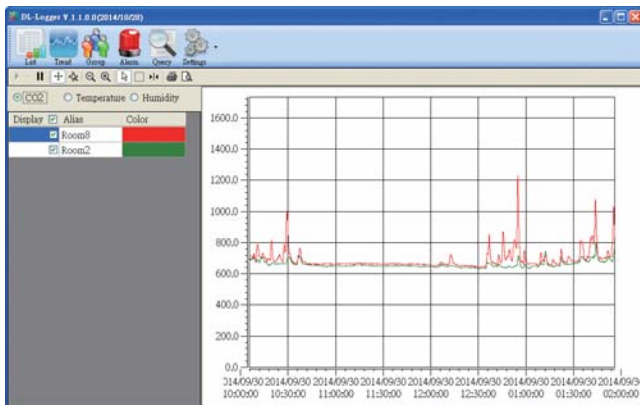 DL-Logger V.1.1.0.0(2014/10/28)
List Trend Group Alarm Query Settings
CO2 Temperature Humidity
Display Alias Color
Room8
Room2
1600.0
1400.0
1200.0
1000.0
800.0
600.0
400.0
200.0
0.0
2014/09/30 2014/09/30 2014/09/30 2014/09/30 2014/09/30 2014/09/30 2014/09/30 2014/09/30 2014/09/30
10:00:00 10:30:00 11:00:00 11:30:00 12:00:00 12:30:00 01:00:00 01:30:00 02:00:00